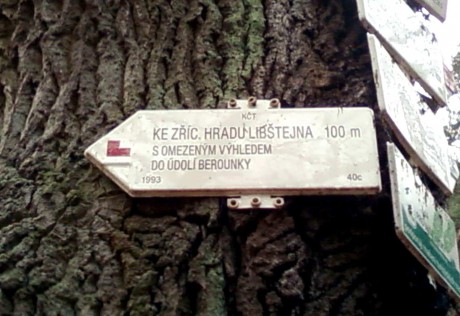 KČT
KE ZŘÍC. HRADU LIBŠTEJNA 100 m
S OMEZENÝM VÝHLEDEM
DO ÚDOLÍ BEROUNKY
1993 40c